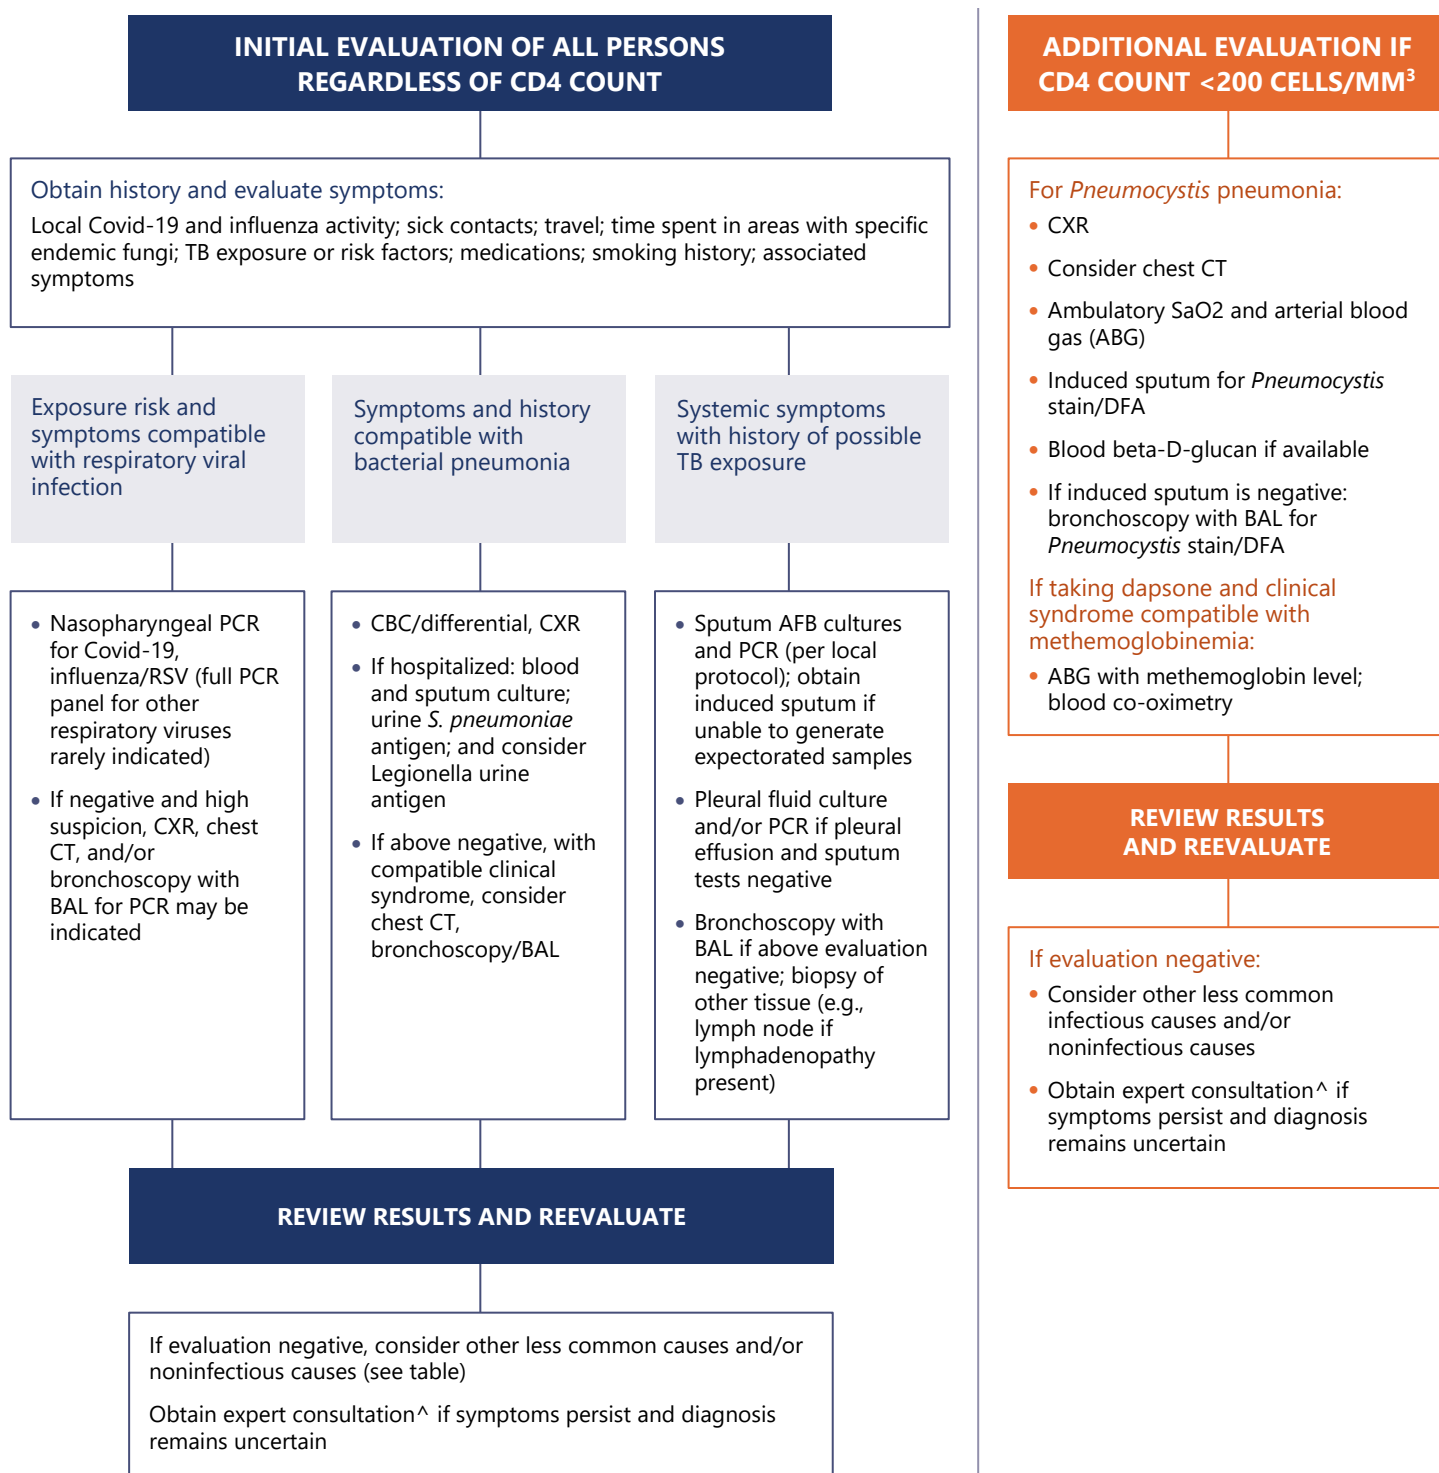 INITIAL EVALUATION OF ALL PERSONS
REGARDLESS OF CD4 COUNT
Obtain history and evaluate symptoms:
Local Covid-19 and influenza activity; sick contacts; travel; time spent in areas with specific
endemic fungi; TB exposure or risk factors; medications; smoking history; associated
symptoms
Exposure risk and
symptoms compatible
with respiratory viral
infection
• Nasopharyngeal PCR
for Covid-19,
influenza/RSV (full PCR
panel for other
respiratory viruses
rarely indicated)
• If negative and high
suspicion, CXR, chest
CT, and/or
bronchoscopy with
BAL for PCR may be
indicated
Symptoms and history
compatible with
bacterial pneumonia
• CBC/differential, CXR
• If hospitalized: blood
and sputum culture;
urine S. pneumoniae
antigen; and consider
Legionella urine
antigen
• If above negative, with
compatible clinical
syndrome, consider
chest CT,
bronchoscopy/BAL
Systemic symptoms
with history of possible
TB exposure
• Sputum AFB cultures
and PCR (per local
protocol); obtain
induced sputum if
unable to generate
expectorated samples
• Pleural fluid culture
and/or PCR if pleural
effusion and sputum
tests negative
• Bronchoscopy with
BAL if above evaluation
negative; biopsy of
other tissue (e.g.,
lymph node if
lymphadenopathy
present)
REVIEW RESULTS AND REEVALUATE
If evaluation negative, consider other less common causes and/or
noninfectious causes (see table)
Obtain expert consultation^ if symptoms persist and diagnosis
remains uncertain
ADDITIONAL EVALUATION IF
CD4 COUNT <200 CELLS/MM³
For Pneumocystis pneumonia:
• CXR
• Consider chest CT
• Ambulatory SaO2 and arterial blood
gas (ABG)
• Induced sputum for Pneumocystis
stain/DFA
• Blood beta-D-glucan if available
• If induced sputum is negative:
bronchoscopy with BAL for
Pneumocystis stain/DFA
If taking dapsone and clinical
syndrome compatible with
methemoglobinemia:
• ABG with methemoglobin level;
blood co-oximetry
REVIEW RESULTS
AND REEVALUATE
If evaluation negative:
• Consider other less common
infectious causes and/or
noninfectious causes
• Obtain expert consultation^ if
symptoms persist and diagnosis
remains uncertain